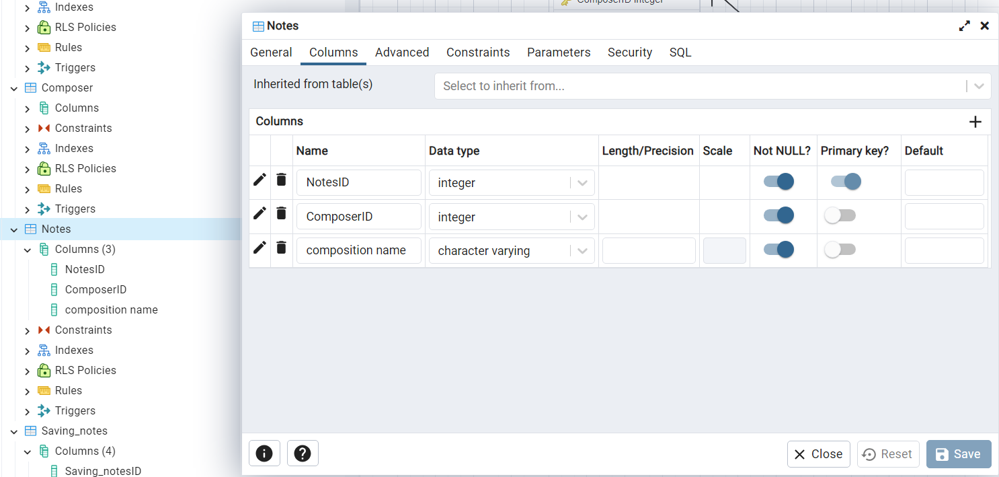 Indexes
RLS Policies
Rules
Triggers
Composer
Columns
Constraints
Indexes
RLS Policies
Rules
Triggers
Notes
Columns (3)
NotesID
ComposerID
composition name
Constraints
Indexes
RLS Policies
Rules
Triggers
Saving_notes
Columns (4)
Saving_notesID
ComposerID integer
Notes
General Columns Advanced Constraints Parameters Security SQL
Inherited from table(s) Select to inherit from...
Columns
Name Data type Length/Precision Scale Not NULL? Primary key? Default
NotesID integer
ComposerID integer
composition name character varying
Close Reset Save